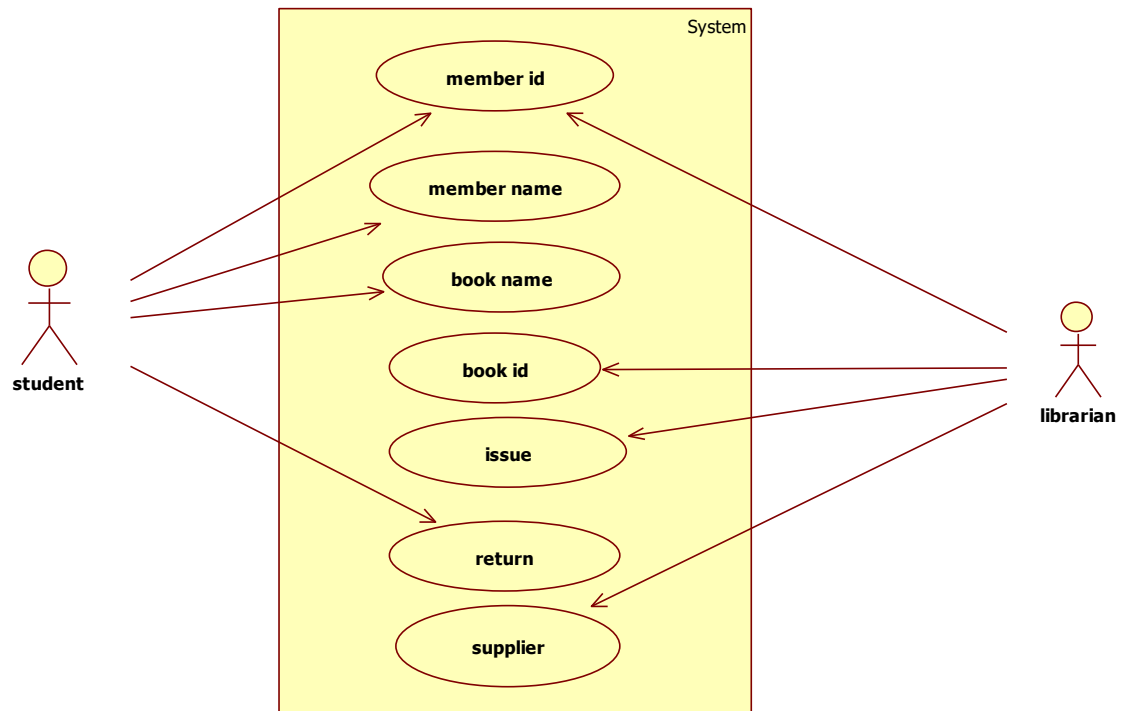 System
member id
member name
book name
book id
issue
return
supplier
student
librarian